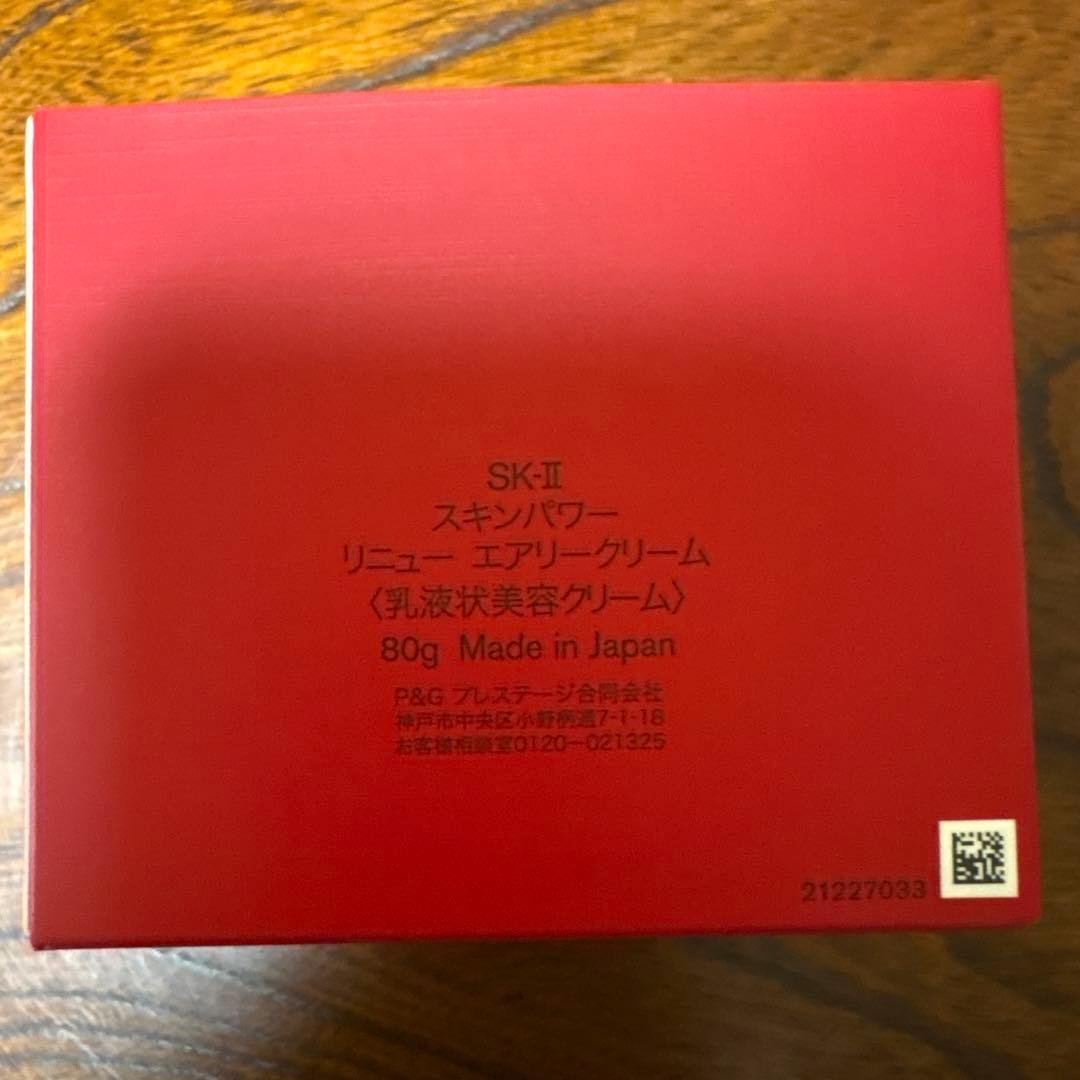 SK-Ⅱ
スキンパワー
リニュー エアリークリーム
〈乳液状美容クリーム〉
80g Made in Japan
P&G プレステージ合同会社
神戸市中央区小野柄通7-1-18
お客様相談室0120-021325
21227033